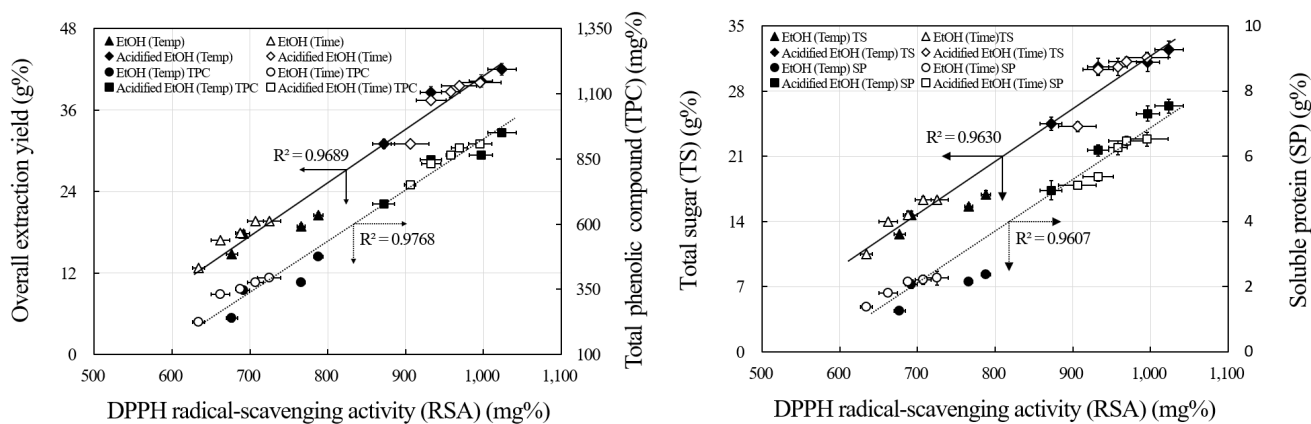 EtOH (Temp) EtOH (Time)
Acidified EtOH (Temp) Acidified EtOH (Time)
EtOH (Temp) TPC EtOH (Time) TPC
Acidified EtOH (Temp) TPC Acidified EtOH (Time) TPC
Overall extraction yield (g%)
48
36
24
12
0
R² = 0.9689
R² = 0.9768
1,350
1,100
850
600
350
100
Total phenolic compound (TPC) (mg%)
500 600 700 800 900 1,000 1,100
DPPH radical-scavenging activity (RSA) (mg%)
EtOH (Temp) TS EtOH (Time)TS
Acidified EtOH (Temp) TS Acidified EtOH (Time) TS
EtOH (Temp) SP EtOH (Time) SP
Acidified EtOH (Temp) SP Acidified EtOH (Time) SP
Total sugar (TS) (g%)
35
28
21
14
7
0
R² = 0.9630
R² = 0.9607
10
8
6
4
2
0
Soluble protein (SP) (g%)
500 600 700 800 900 1,000 1,100
DPPH radical-scavenging activity (RSA) (mg%)